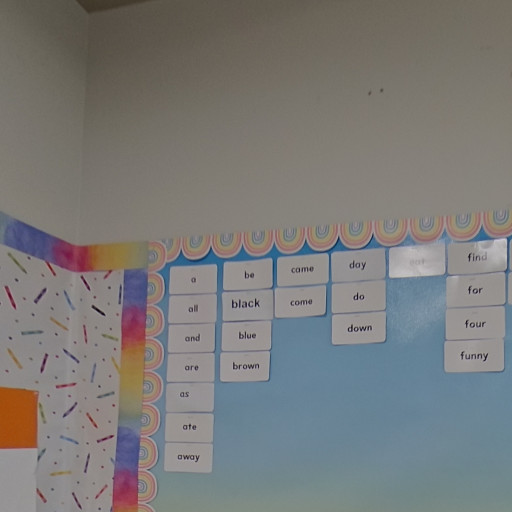 a
all
and
are
as
ate
away
be
black
blue
brown
came
come
day
do
down
eat
find
for
four
funny